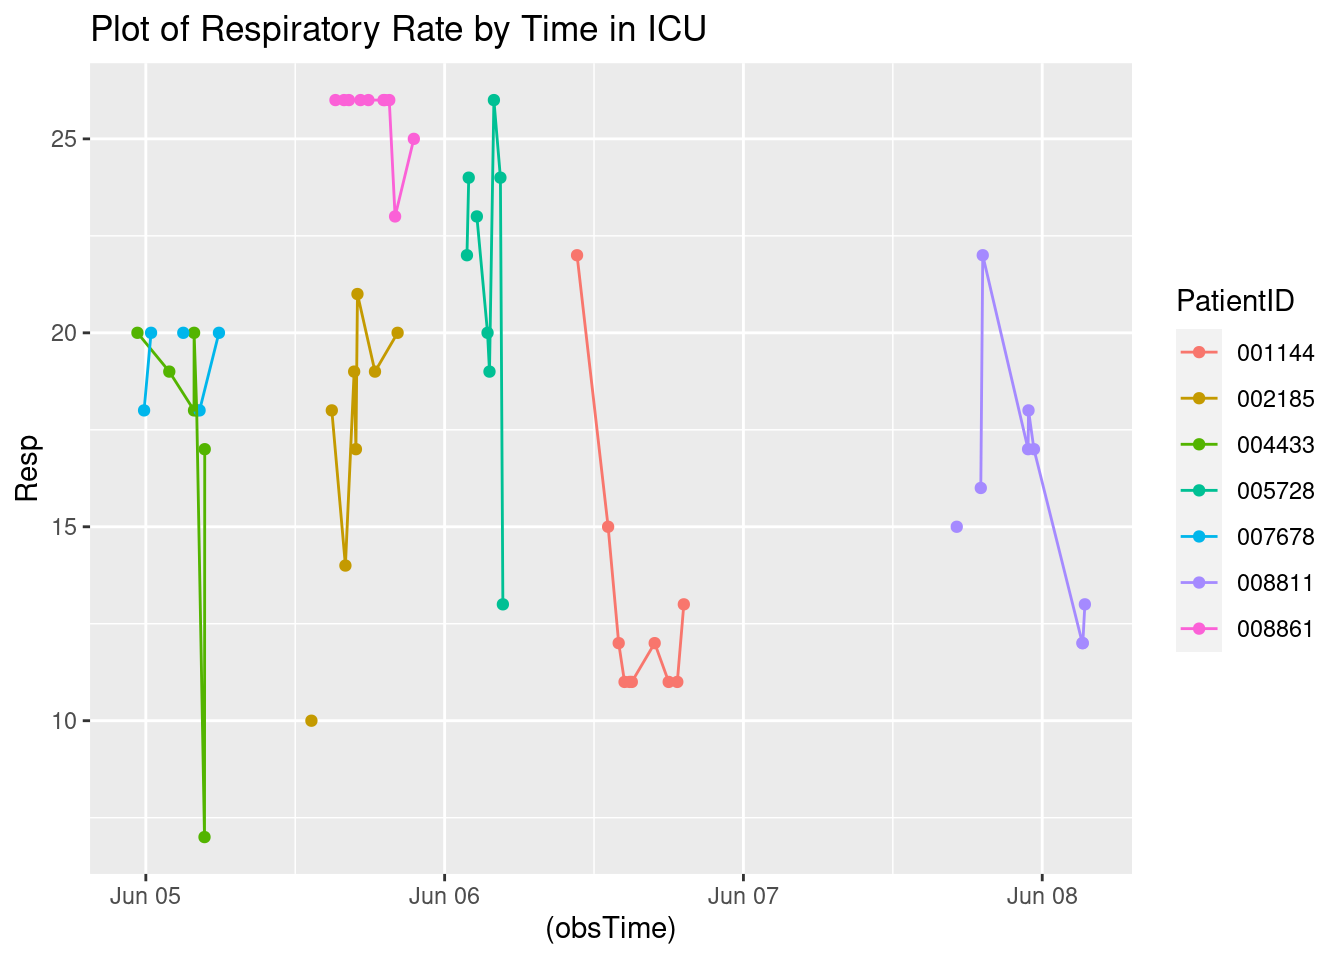 Plot of Respiratory Rate by Time in ICU
25
20
15
10
Resp
Jun 05
Jun 06
Jun 07
Jun 08
(obsTime)
PatientID
001144
002185
004433
005728
007678
008811
008861